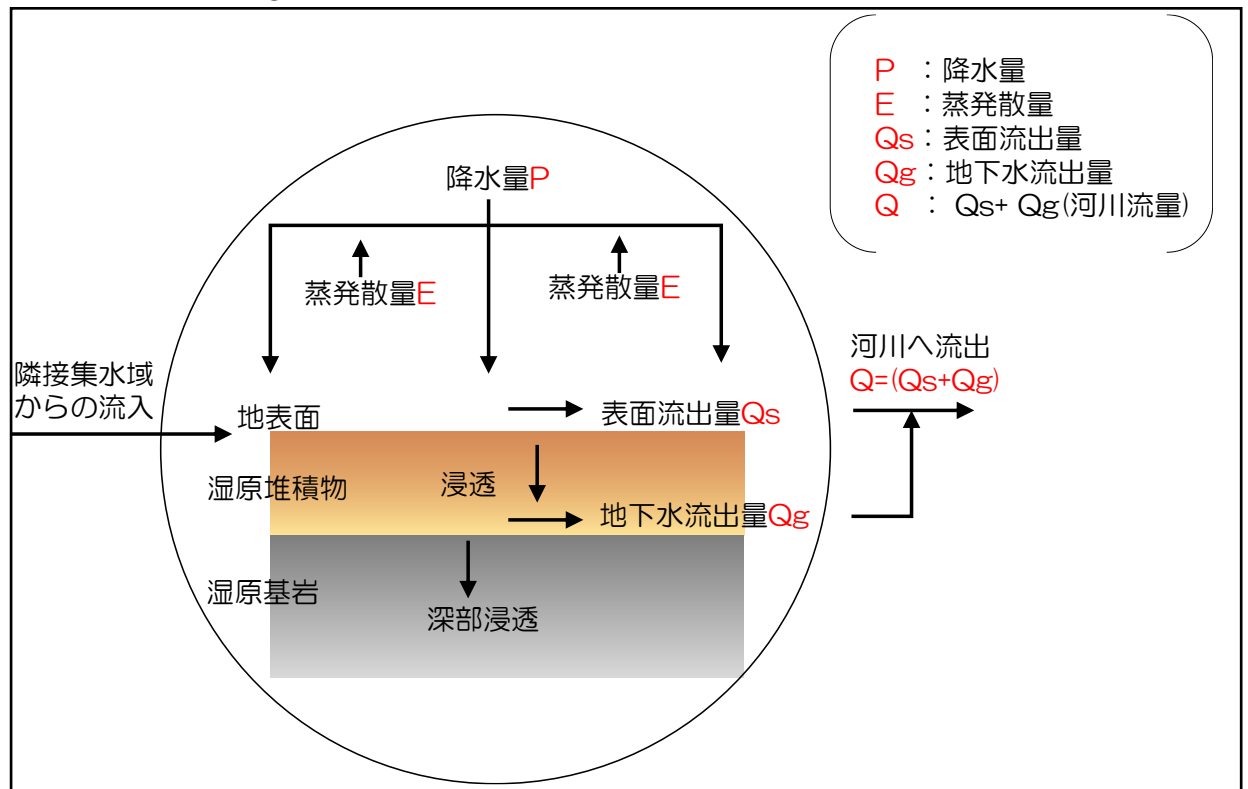 P ：降水量
E ：蒸発散量
Qs：表面流出量
Qg：地下水流出量
Q ： Qs+ Qg(河川流量)
降水量P
蒸発散量E
蒸発散量E
隣接集水域
からの流入
河川へ流出
Q=(Qs+Qg)
地表面
表面流出量Qs
湿原堆積物
浸透
地下水流出量Qg
湿原基岩
深部浸透